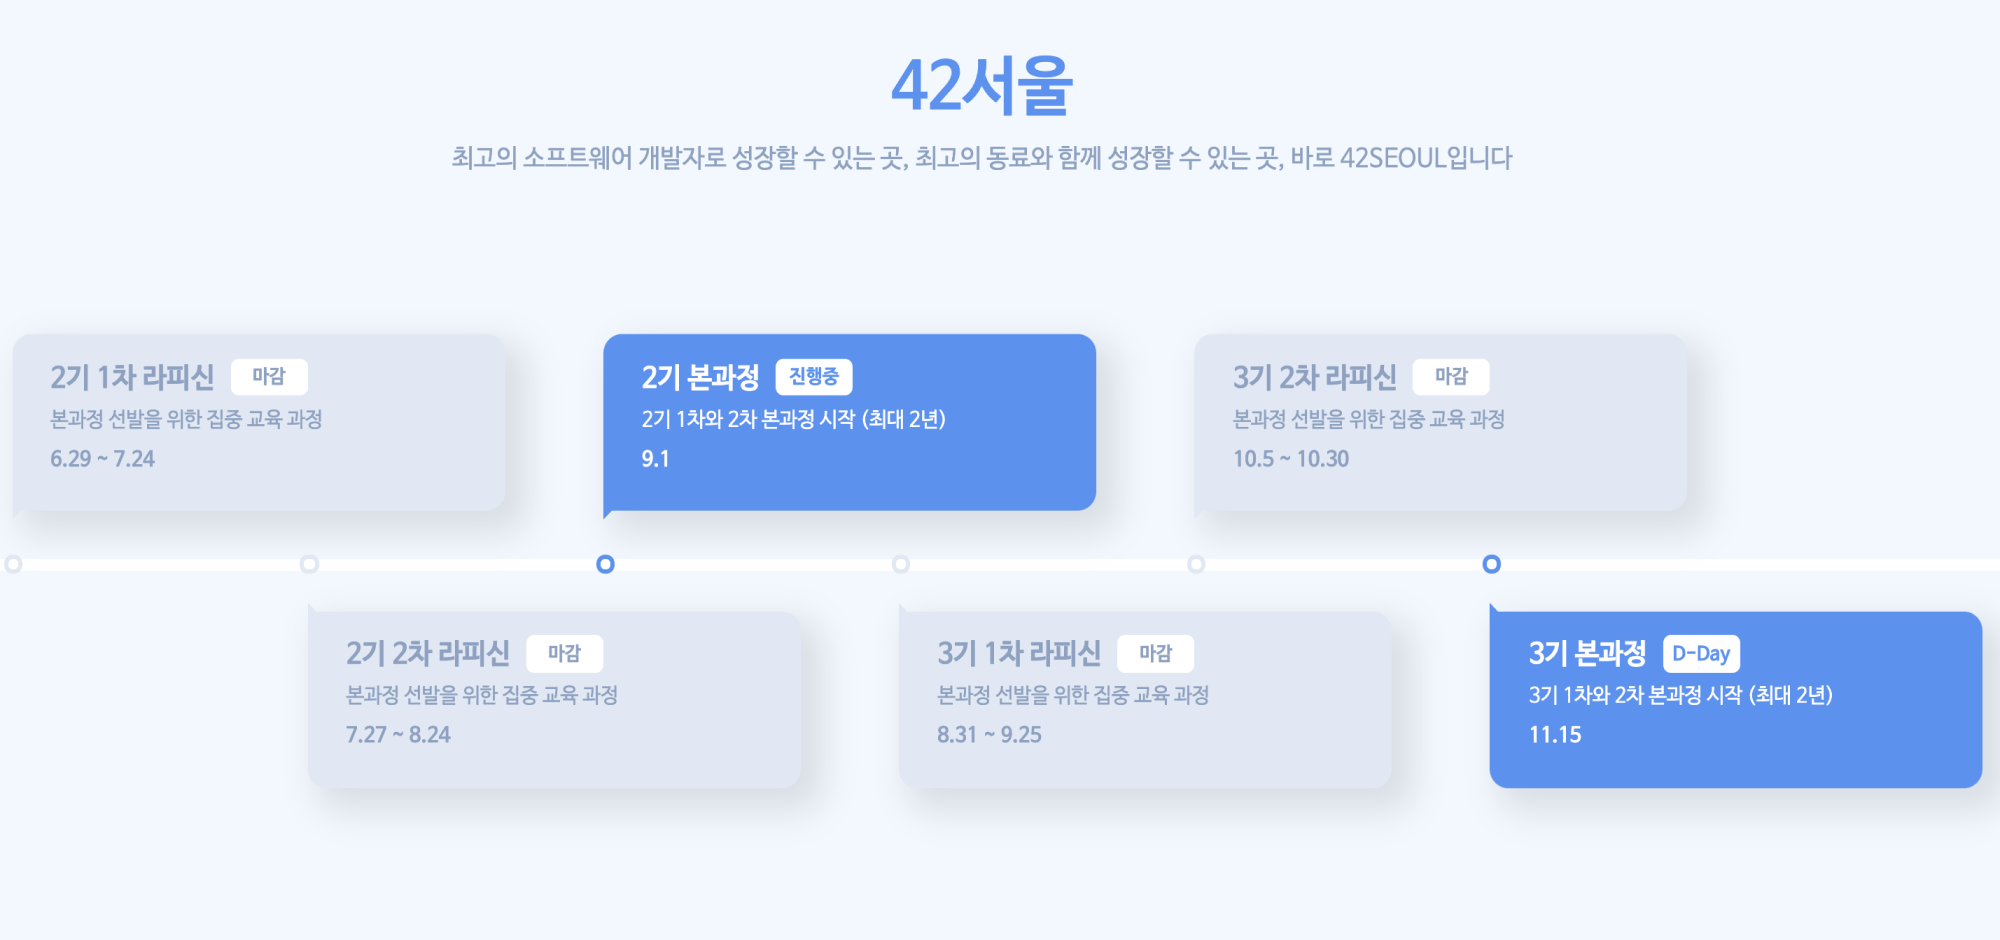 42서울
최고의 소프트웨어 개발자로 성장할 수 있는 곳, 최고의 동료와 함께 성장할 수 있는 곳, 바로 42SEOUL입니다
2기 1차 라피신 마감
본과정 선발을 위한 집중 교육 과정
6.29 ~ 7.24
2기 본과정 진행중
2기 1차와 2차 본과정 시작 (최대 2년)
9.1
3기 2차 라피신 마감
본과정 선발을 위한 집중 교육 과정
10.5 ~ 10.30
2기 2차 라피신 마감
본과정 선발을 위한 집중 교육 과정
7.27 ~ 8.24
3기 1차 라피신 마감
본과정 선발을 위한 집중 교육 과정
8.31 ~ 9.25
3기 본과정 D-Day
3기 1차와 2차 본과정 시작 (최대 2년)
11.15